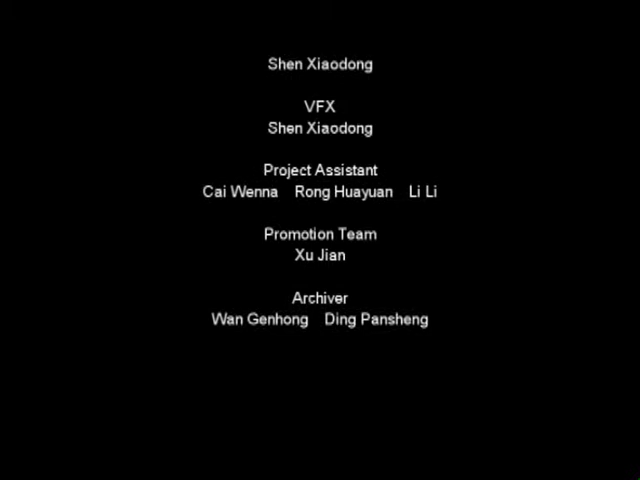 Shen Xiaodong
VFX
Shen Xiaodong
Project Assistant
Cai Wenna Rong Huayuan Li Li
Promotion Team
Xu Jian
Archiver
Wan Genhong Ding Pansheng